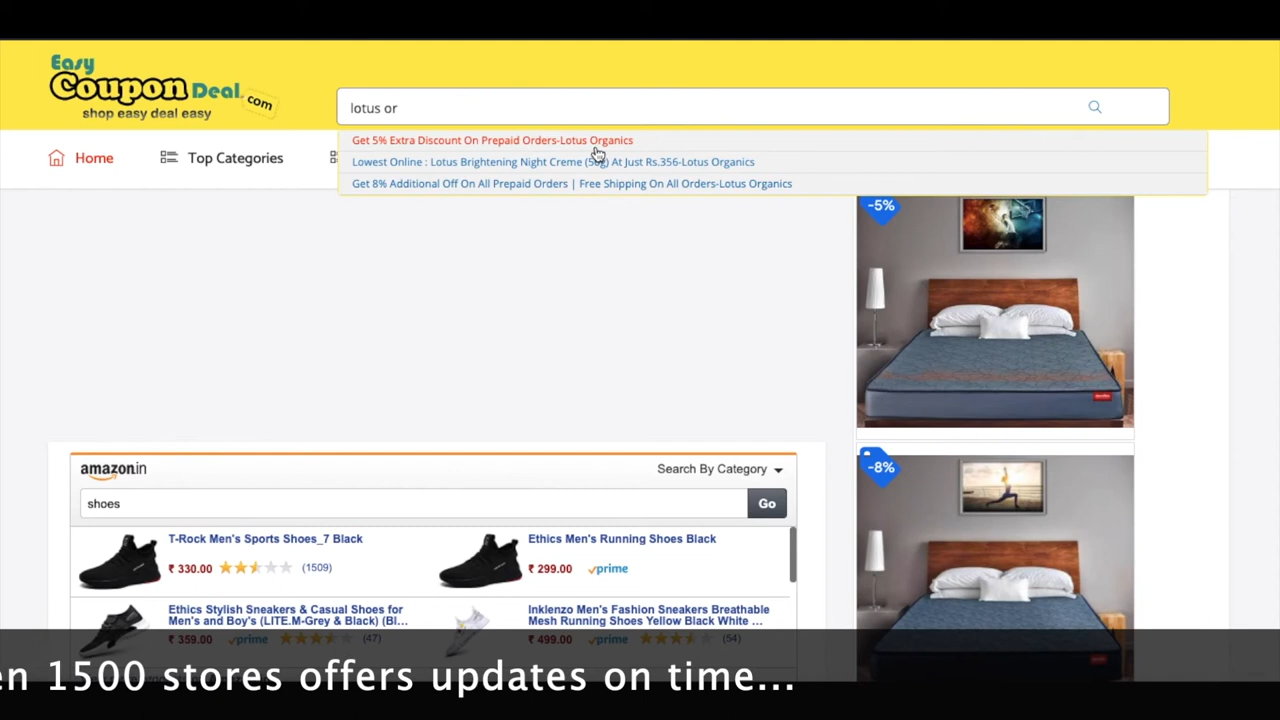 Easy
Coupon Deal.com
shop easy deal easy
lotus or
Get 5% Extra Discount On Prepaid Orders-Lotus Organics
Home
Top Categories
Lowest Online : Lotus Brightening Night Creme (50g) At Just Rs.356-Lotus Organics
Get 8% Additional Off On All Prepaid Orders | Free Shipping On All Orders-Lotus Organics
-5%
-8%
amazon.in
Search By Category
shoes
Go
T-Rock Men's Sports Shoes_7 Black
₹ 330.00
(1509)
Ethics Men's Running Shoes Black
₹ 299.00
prime
Ethics Stylish Sneakers & Casual Shoes for
Men's and Boy's (LITE.M-Grey & Black) (Bl...
₹ 359.00
prime
(47)
Inklenzo Men's Fashion Sneakers Breathable
Mesh Running Shoes Yellow Black White ...
₹ 499.00
prime
(54)
en 1500 stores offers updates on time...